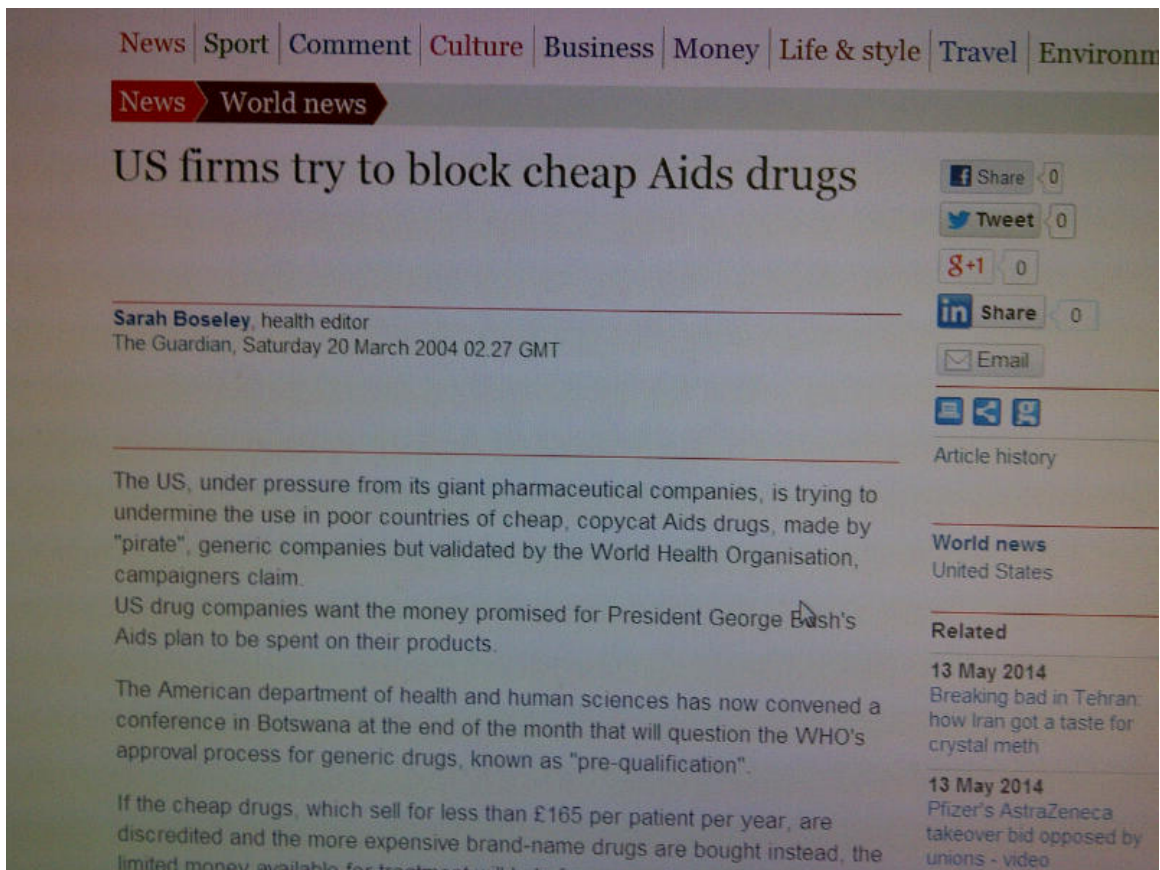 News Sport Comment Culture Business Money Life & style Travel Environm
News World news
US firms try to block cheap Aids drugs
Sarah Boseley, health editor
The Guardian, Saturday 20 March 2004 02.27 GMT
The US, under pressure from its giant pharmaceutical companies, is trying to
undermine the use in poor countries of cheap, copycat Aids drugs, made by
"pirate", generic companies but validated by the World Health Organisation,
campaigners claim.
US drug companies want the money promised for President George Bush's
Aids plan to be spent on their products.
The American department of health and human sciences has now convened a
conference in Botswana at the end of the month that will question the WHO's
approval process for generic drugs, known as "pre-qualification".
If the cheap drugs, which sell for less than £165 per patient per year, are
discredited and the more expensive brand-name drugs are bought instead, the
limited money available for treatment will
Share 0
Tweet 0
g+1 0
in Share 0
Email
Article history
World news
United States
Related
13 May 2014
Breaking bad in Tehran:
how Iran got a taste for
crystal meth
13 May 2014
Pfizer's AstraZeneca
takeover bid opposed by
unions - video